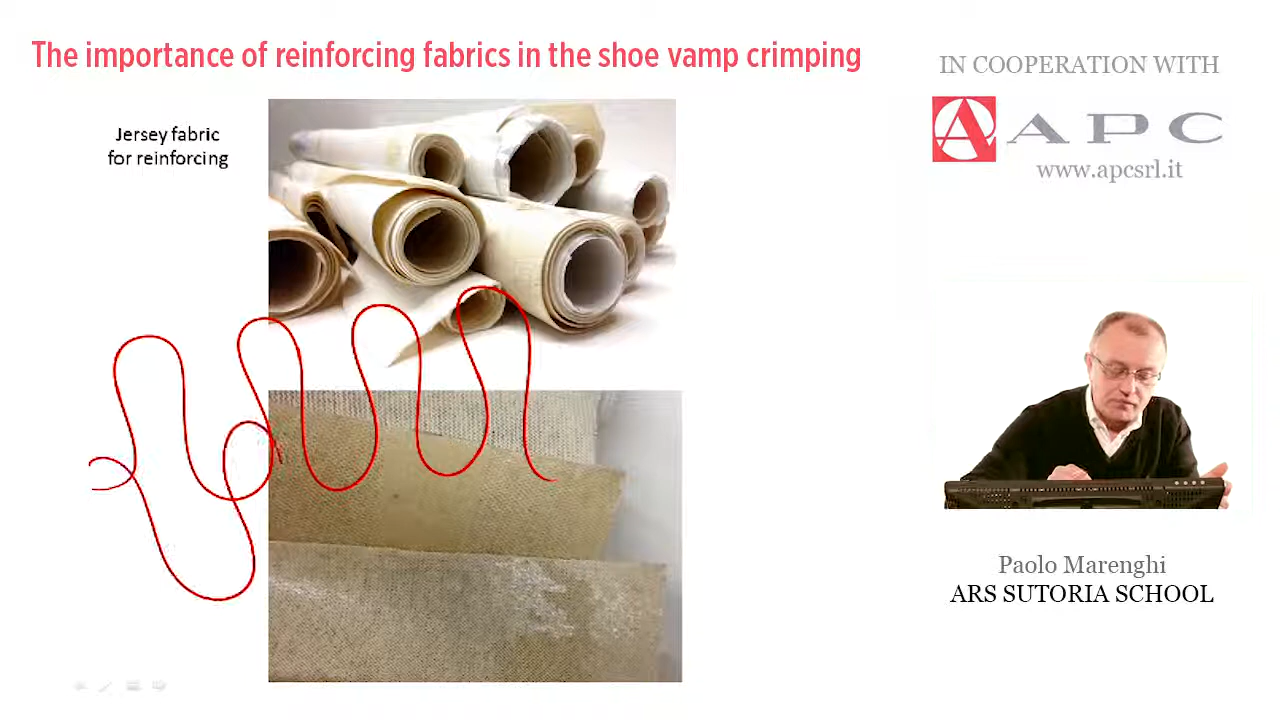 The importance of reinforcing fabrics in the shoe vamp crimping
Jersey fabric
for reinforcing
IN COOPERATION WITH
A APC
www.apcsrl.it
Paolo Marenghi
ARS SUTORIA SCHOOL